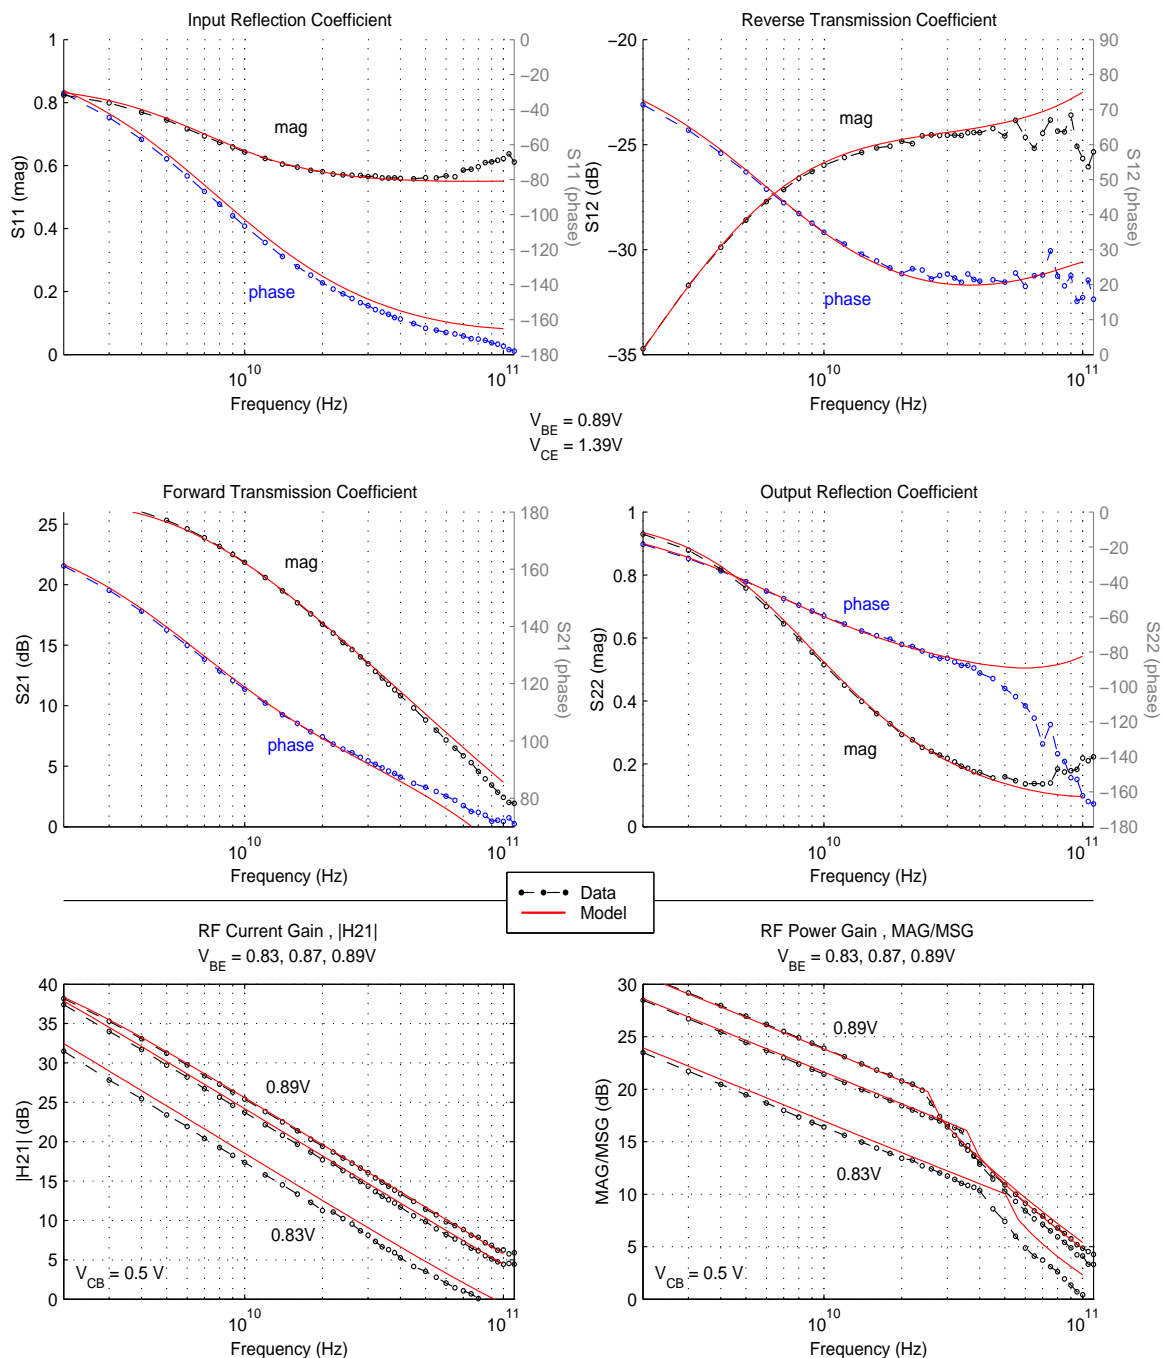 Input Reflection Coefficient
1
0.8
0.6
0.4
0.2
0
S11 (mag)
0
−20
−40
−60
−80
−100
−120
−140
−160
−180
S11 (phase)
mag
phase
10^10
10^11
Frequency (Hz)
Reverse Transmission Coefficient
−20
−25
−30
−35
S12 (dB)
90
80
70
60
50
40
30
20
10
0
S12 (phase)
mag
phase
10^10
10^11
Frequency (Hz)
V_BE = 0.89V
V_CE = 1.39V
Forward Transmission Coefficient
25
20
15
10
5
0
S21 (dB)
180
160
140
120
100
80
S21 (phase)
mag
phase
10^10
10^11
Frequency (Hz)
Output Reflection Coefficient
1
0.8
0.6
0.4
0.2
0
S22 (mag)
0
−20
−40
−60
−80
−100
−120
−140
−160
−180
S22 (phase)
phase
mag
10^10
10^11
Frequency (Hz)
Data
Model
RF Current Gain , |H21|
V_BE = 0.83, 0.87, 0.89V
40
35
30
25
20
15
10
5
0
|H21| (dB)
0.89V
0.83V
V_CB = 0.5 V
10^10
10^11
Frequency (Hz)
RF Power Gain , MAG/MSG
V_BE = 0.83, 0.87, 0.89V
30
25
20
15
10
5
0
MAG/MSG (dB)
0.89V
0.83V
V_CB = 0.5 V
10^10
10^11
Frequency (Hz)